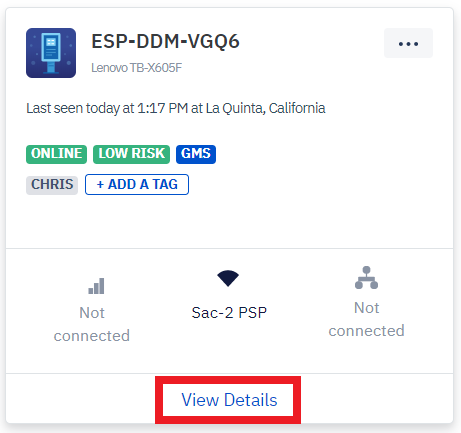 ESP-DDM-VGQ6
Lenovo TB-X605F
Last seen today at 1:17 PM at La Quinta, California
ONLINE LOW RISK GMS
CHRIS + ADD A TAG
Not connected
Sac-2 PSP
Not connected
View Details